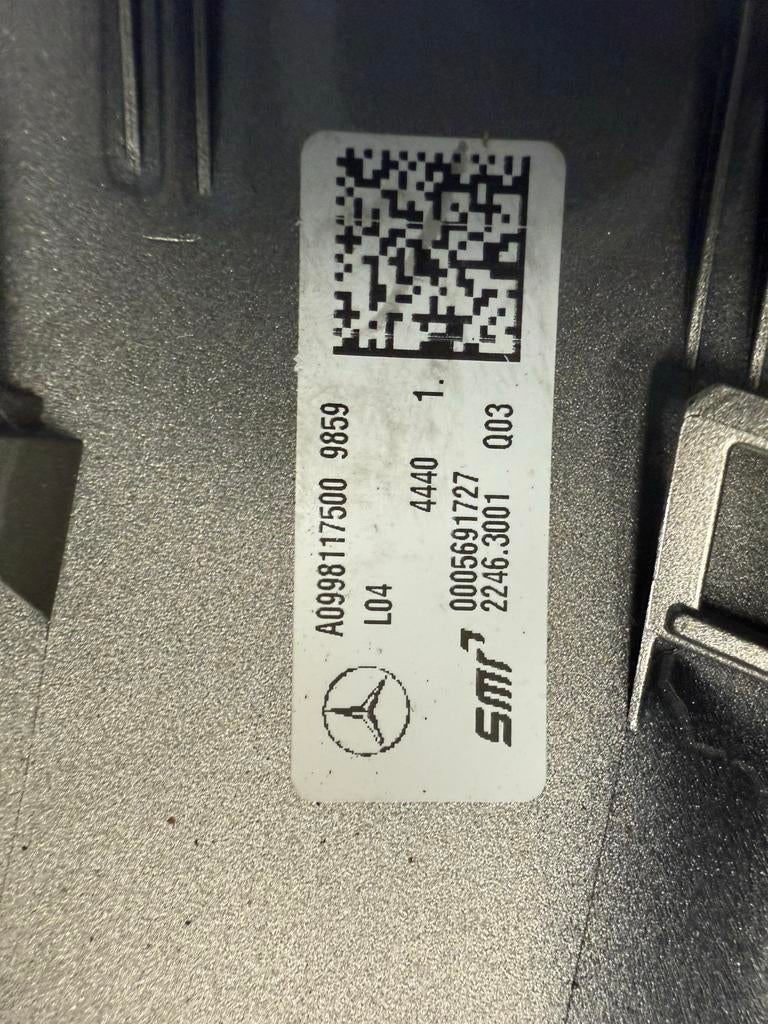 A0998117500 9859
L04
4440 1.
0005691727
2246.3001 Q03
smr